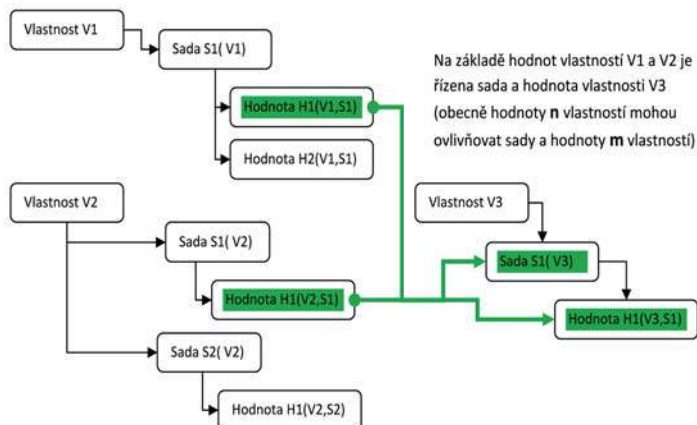 Vlastnost V1
Sada S1( V1)
Hodnota H1(V1,S1)
Hodnota H2(V1,S1)
Na základě hodnot vlastností V1 a V2 je
řízena sada a hodnota vlastnosti V3
(obecně hodnoty n vlastností mohou
ovlivňovat sady a hodnoty m vlastností)
Vlastnost V2
Sada S1( V2)
Hodnota H1(V2,S1)
Sada S2( V2)
Hodnota H1(V2,S2)
Vlastnost V3
Sada S1( V3)
Hodnota H1(V3,S1)